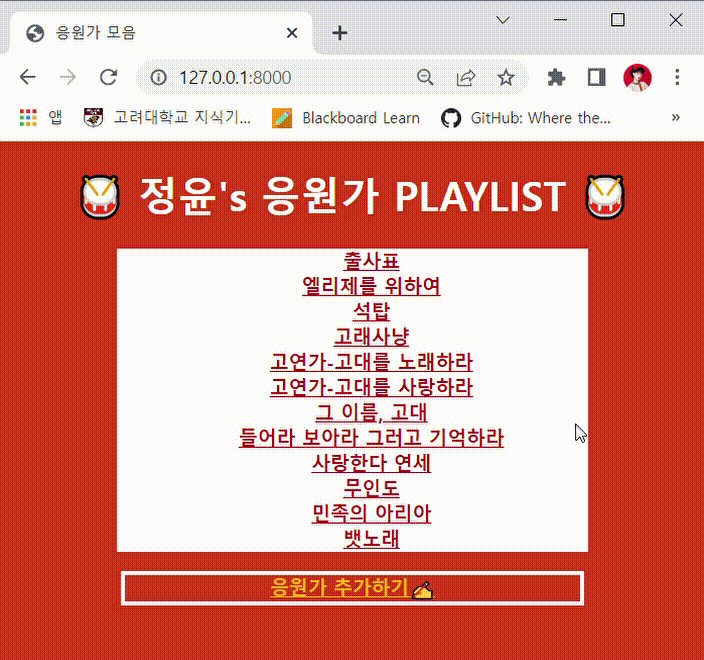 응원가 모음
127.0.0.1:8000
앱 고려대학교 지식기... Blackboard Learn GitHub: Where the... »
정윤's 응원가 PLAYLIST
출사표
엘리제를 위하여
석탑
고래사냥
고연가-고대를 노래하라
고연가-고대를 사랑하라
그 이름, 고대
들어라 보아라 그러고 기억하라
사랑한다 연세
무인도
민족의 아리아
뱃노래
응원가 추가하기✍